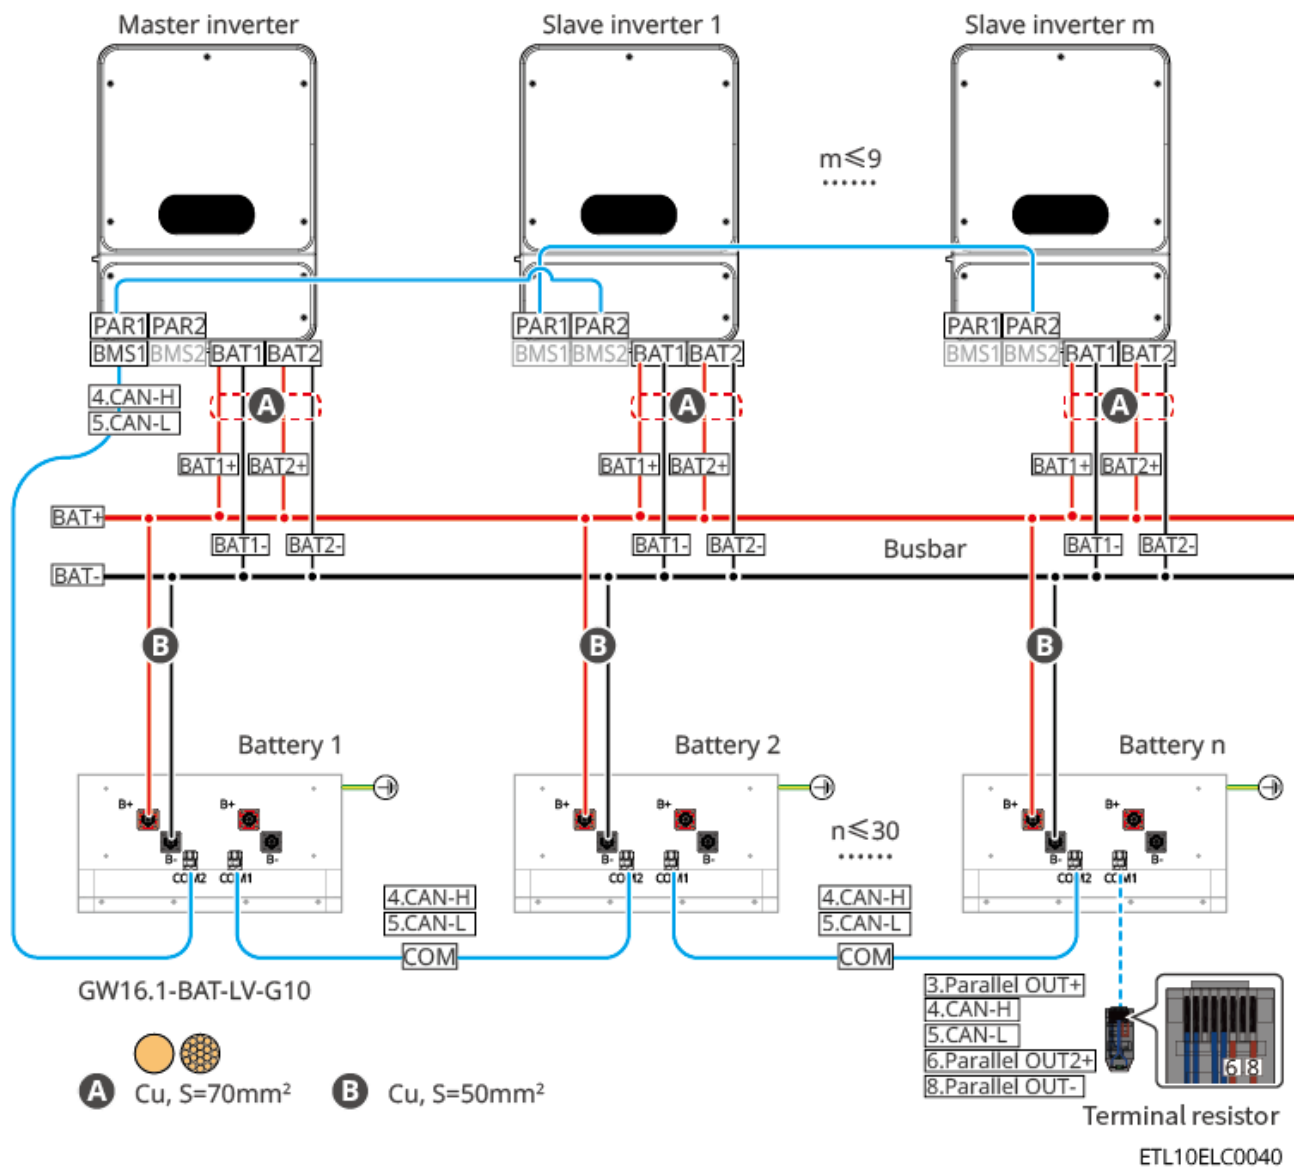 Master inverter
Slave inverter 1
Slave inverter m
m≤9
......
PAR1 PAR2
PAR1 PAR2
PAR1 PAR2
BMS1 BMS2 BAT1 BAT2
BMS1 BMS2 BAT1 BAT2
BMS1 BMS2 BAT1 BAT2
4.CAN-H
5.CAN-L
A
A
A
BAT1+ BAT2+
BAT1+ BAT2+
BAT1+ BAT2+
BAT+
BAT1- BAT2-
BAT1- BAT2-
Busbar
BAT1- BAT2-
BAT-
B
B
B
Battery 1
Battery 2
Battery n
B+ B+
B- B-
COM2 COM1
B+ B+
B- B-
COM2 COM1
n≤30
......
B+ B+
B- B-
COM2 COM1
4.CAN-H
5.CAN-L
COM
4.CAN-H
5.CAN-L
COM
GW16.1-BAT-LV-G10
3.Parallel OUT+
4.CAN-H
5.CAN-L
6.Parallel OUT2+
8.Parallel OUT-
6 8
A Cu, S=70mm²
B Cu, S=50mm²
Terminal resistor
ETL10ELC0040